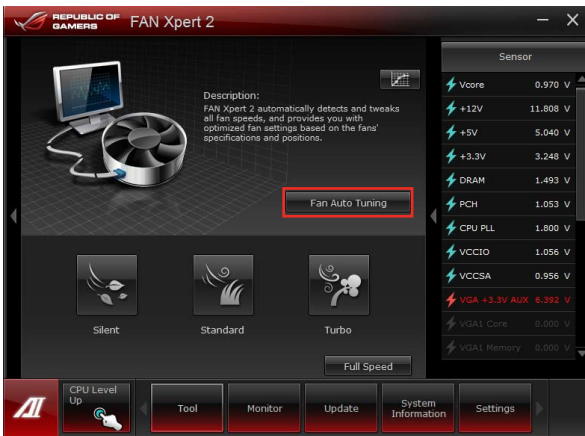 REPUBLIC OF
GAMERS
FAN Xpert 2
Description:
FAN Xpert 2 automatically detects and tweaks
all fan speeds, and provides you with
optimized fan settings based on the fans'
specifications and positions.
Fan Auto Tuning
Silent
Standard
Turbo
Full Speed
Sensor
Vcore 0.970 V
+12V 11.808 V
+5V 5.040 V
+3.3V 3.248 V
DRAM 1.493 V
PCH 1.053 V
CPU PLL 1.800 V
VCCIO 1.056 V
VCCSA 0.956 V
VGA +3.3V AUX 6.392 V
VGA1 Core 0.000 V
VGA1 Memory 0.000 V
AI
CPU Level
Up
Tool
Monitor
Update
System
Information
Settings